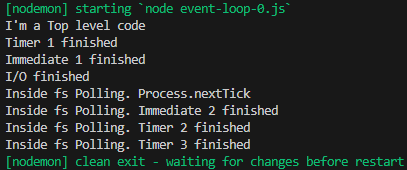 [nodemon] starting `node event-loop-0.js`
I'm a Top level code
Timer 1 finished
Immediate 1 finished
I/O finished
Inside fs Polling. Process.nextTick
Inside fs Polling. Immediate 2 finished
Inside fs Polling. Timer 2 finished
Inside fs Polling. Timer 3 finished
[nodemon] clean exit - waiting for changes before restart